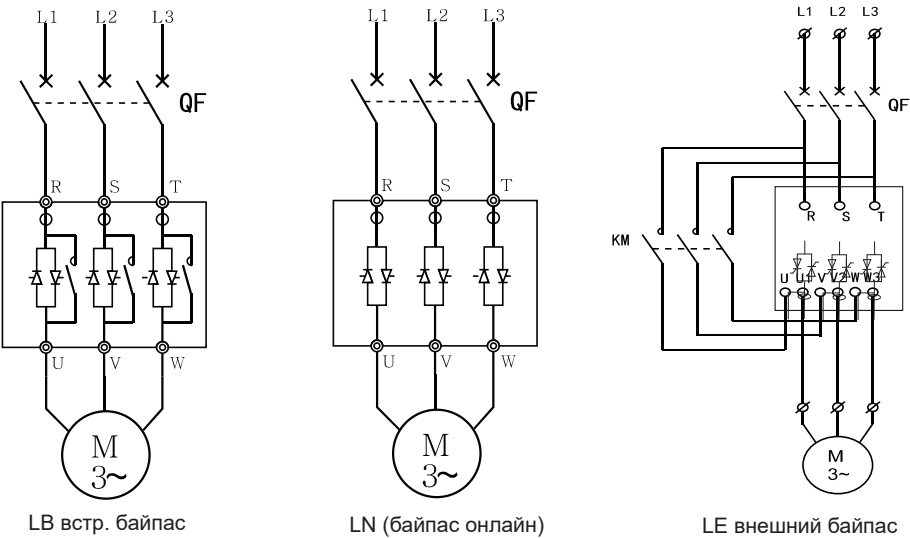 L1 L2 L3
QF
R S T
U V W
M
3~
LB встр. байпас
L1 L2 L3
QF
R S T
U V W
M
3~
LN (байпас онлайн)
L1 L2 L3
QF
R S T
KM
U U1 V V2 W W3
M
3~
LE внешний байпас